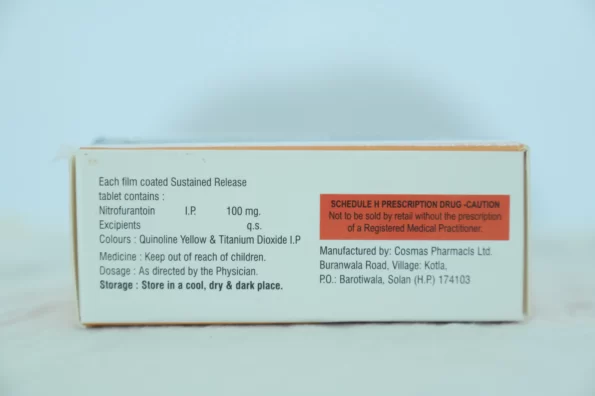 Each film coated Sustained Release
tablet contains :
Nitrofurantoin I.P. 100 mg.
Excipients q.s.
Colours : Quinoline Yellow & Titanium Dioxide I.P
Medicine : Keep out of reach of children.
Dosage : As directed by the Physician.
Storage : Store in a cool, dry & dark place.
SCHEDULE H PRESCRIPTION DRUG -CAUTION
Not to be sold by retail without the prescription
of a Registered Medical Practitioner.
Manufactured by: Cosmas Pharmacls Ltd.
Buranwala Road, Village: Kotla,
P.O.: Barotiwala, Solan (H.P.) 174103